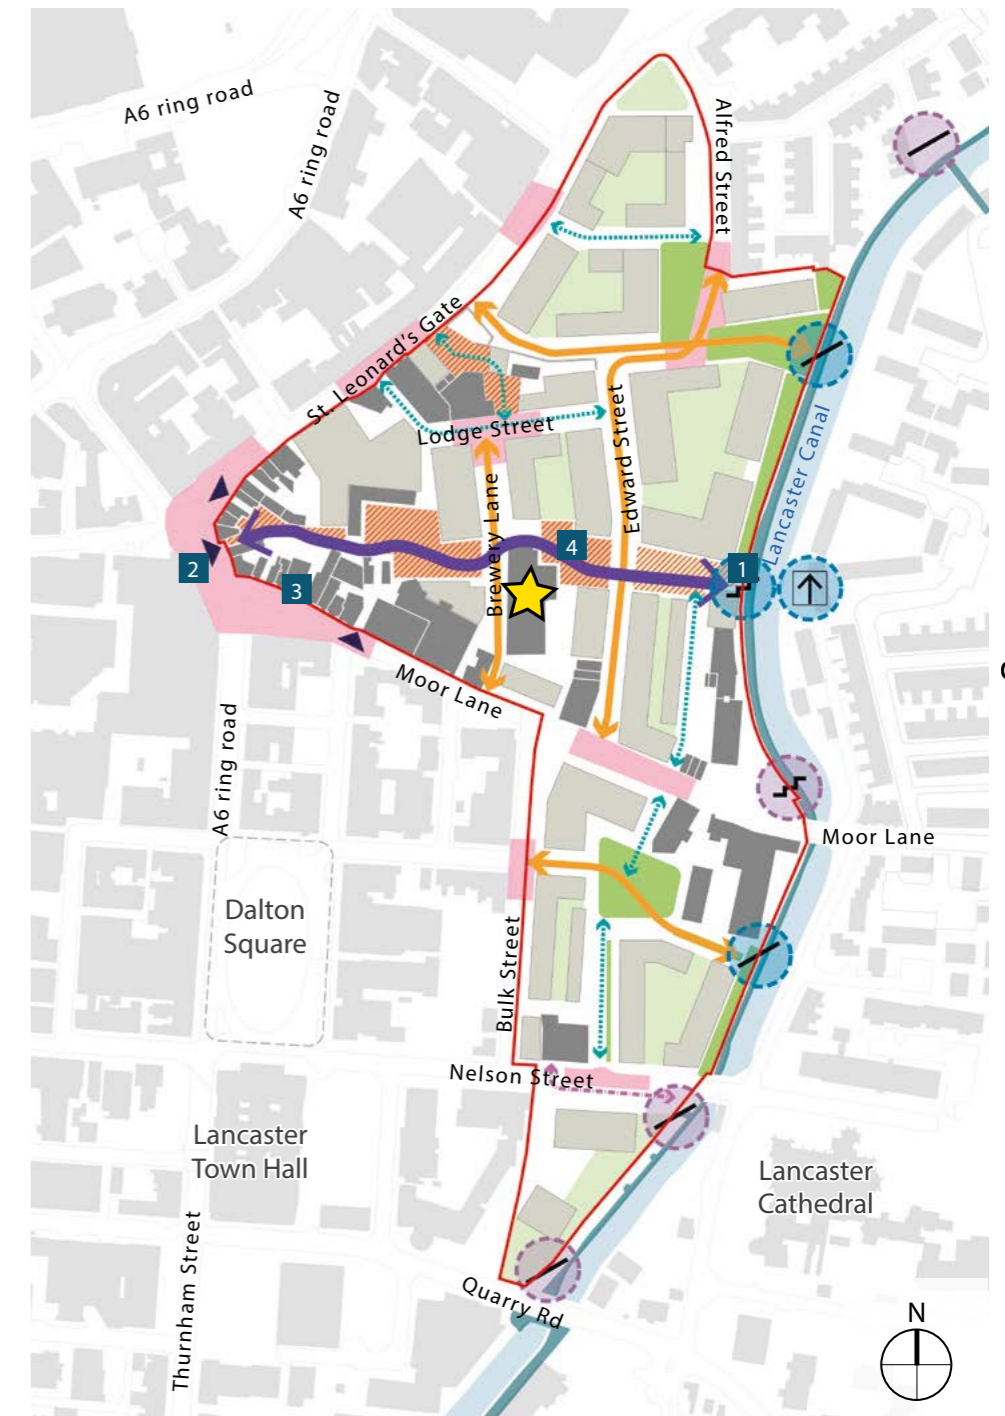 A6 ring road
A6 ring road
Alfred Street
St. Leonard's Gate
Lodge Street
Edward Street
Lancaster Canal
Brewery Lane
4
2
3
1
Moor Lane
A6 ring road
Moor Lane
Dalton
Square
Bulk Street
Nelson Street
Lancaster
Town Hall
Lancaster
Cathedral
Thurnham Street
Quarry Rd
N